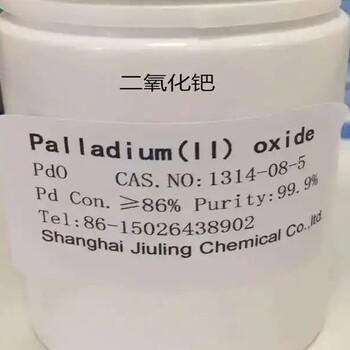 二氧化钯
Palladium(II) oxide
PdO CAS.NO:1314-08-5
Pd Con.≥86% Purity:99.9%
Tel:86-15026438902
Shanghai Jiuling Chemical Co.,ltd.